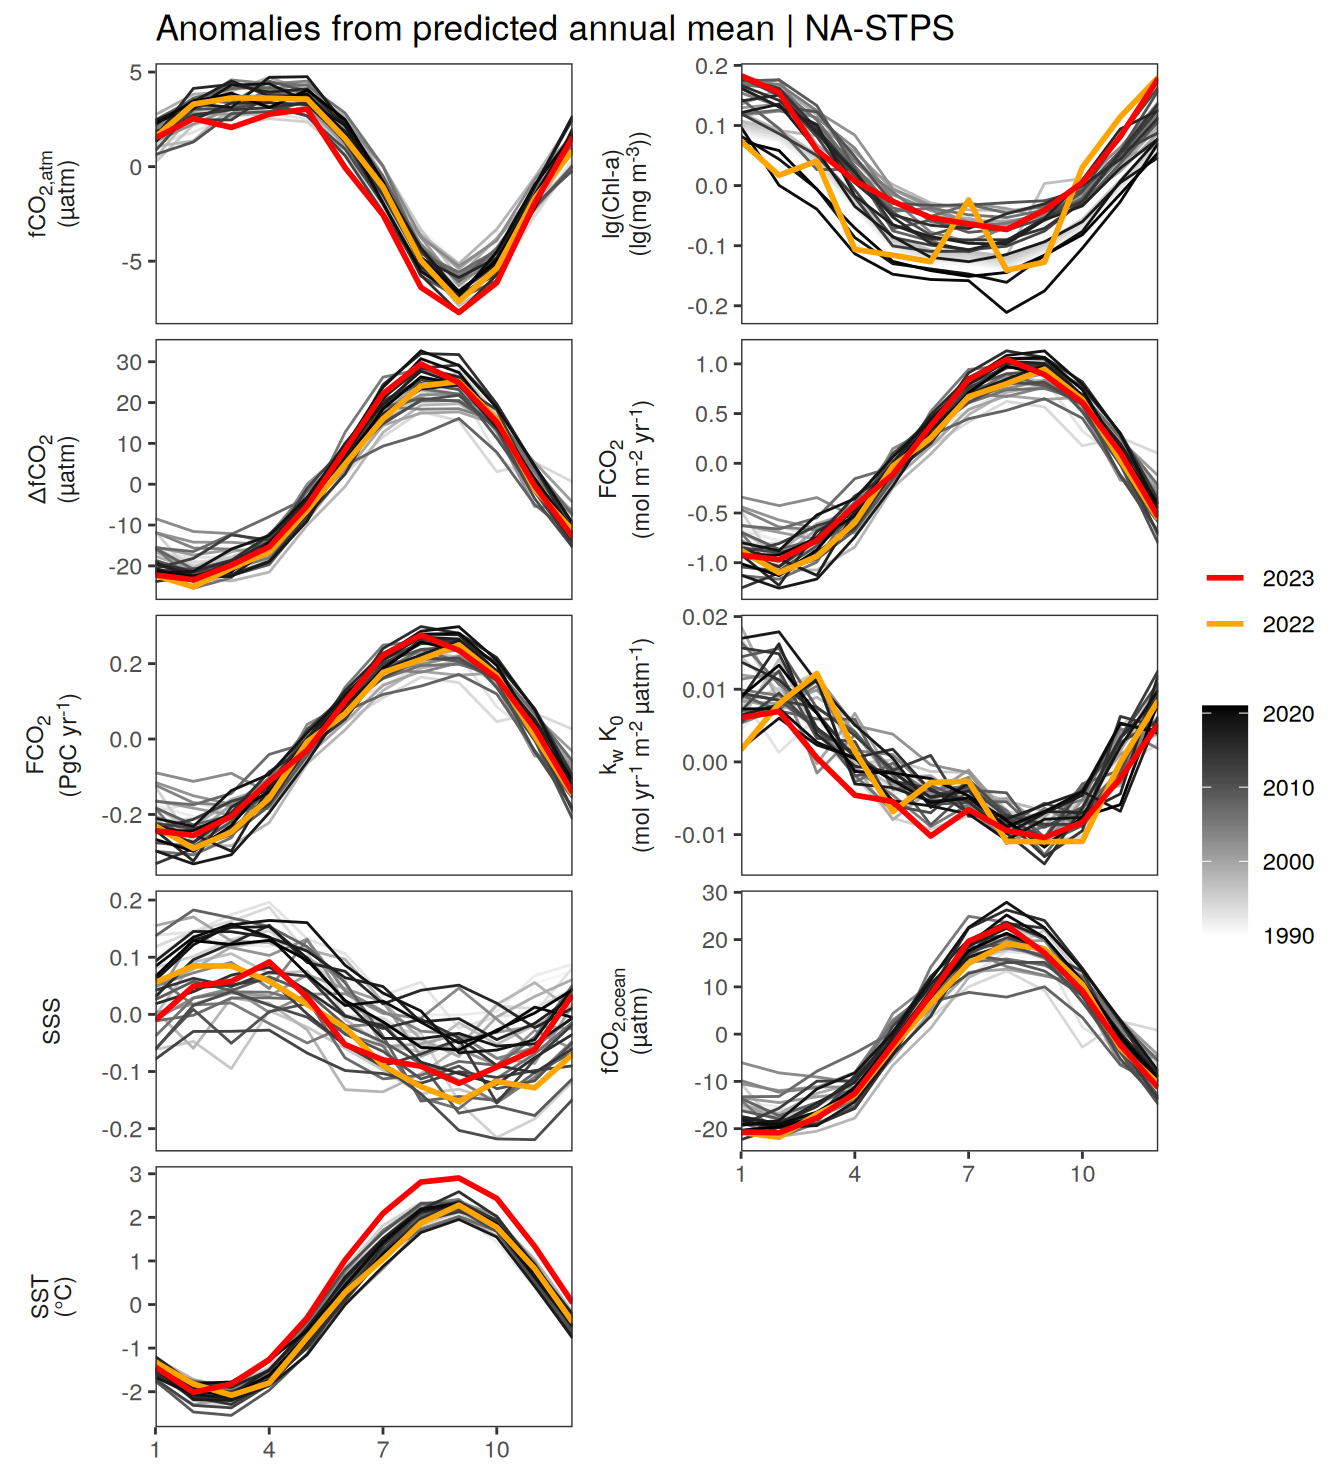 Anomalies from predicted annual mean | NA-STPS
fCO2,atm
(µatm)
5
0
-5
lg(Chl-a)
(lg(mg m-3))
0.2
0.1
0.0
-0.1
-0.2
ΔfCO2
(µatm)
30
20
10
0
-10
-20
FCO2
(mol m-2 yr-1)
1.0
0.5
0.0
-0.5
-1.0
FCO2
(PgC yr-1)
0.2
0.0
-0.2
kw K0
(mol yr-1 m-2 µatm-1)
0.02
0.01
0.00
-0.01
SSS
0.2
0.1
0.0
-0.1
-0.2
fCO2,ocean
(µatm)
30
20
10
0
-10
-20
1 4 7 10
SST
(°C)
3
2
1
0
-1
-2
1 4 7 10
2023
2022
2020
2010
2000
1990